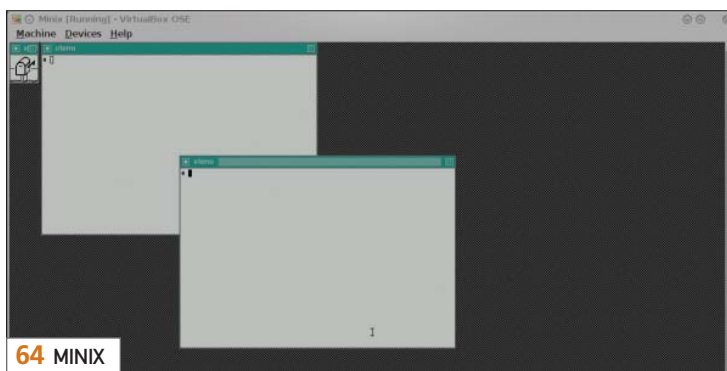 Minix [Running] - VirtualBox OSE
Machine Devices Help
xterm
xterm
64 MINIX